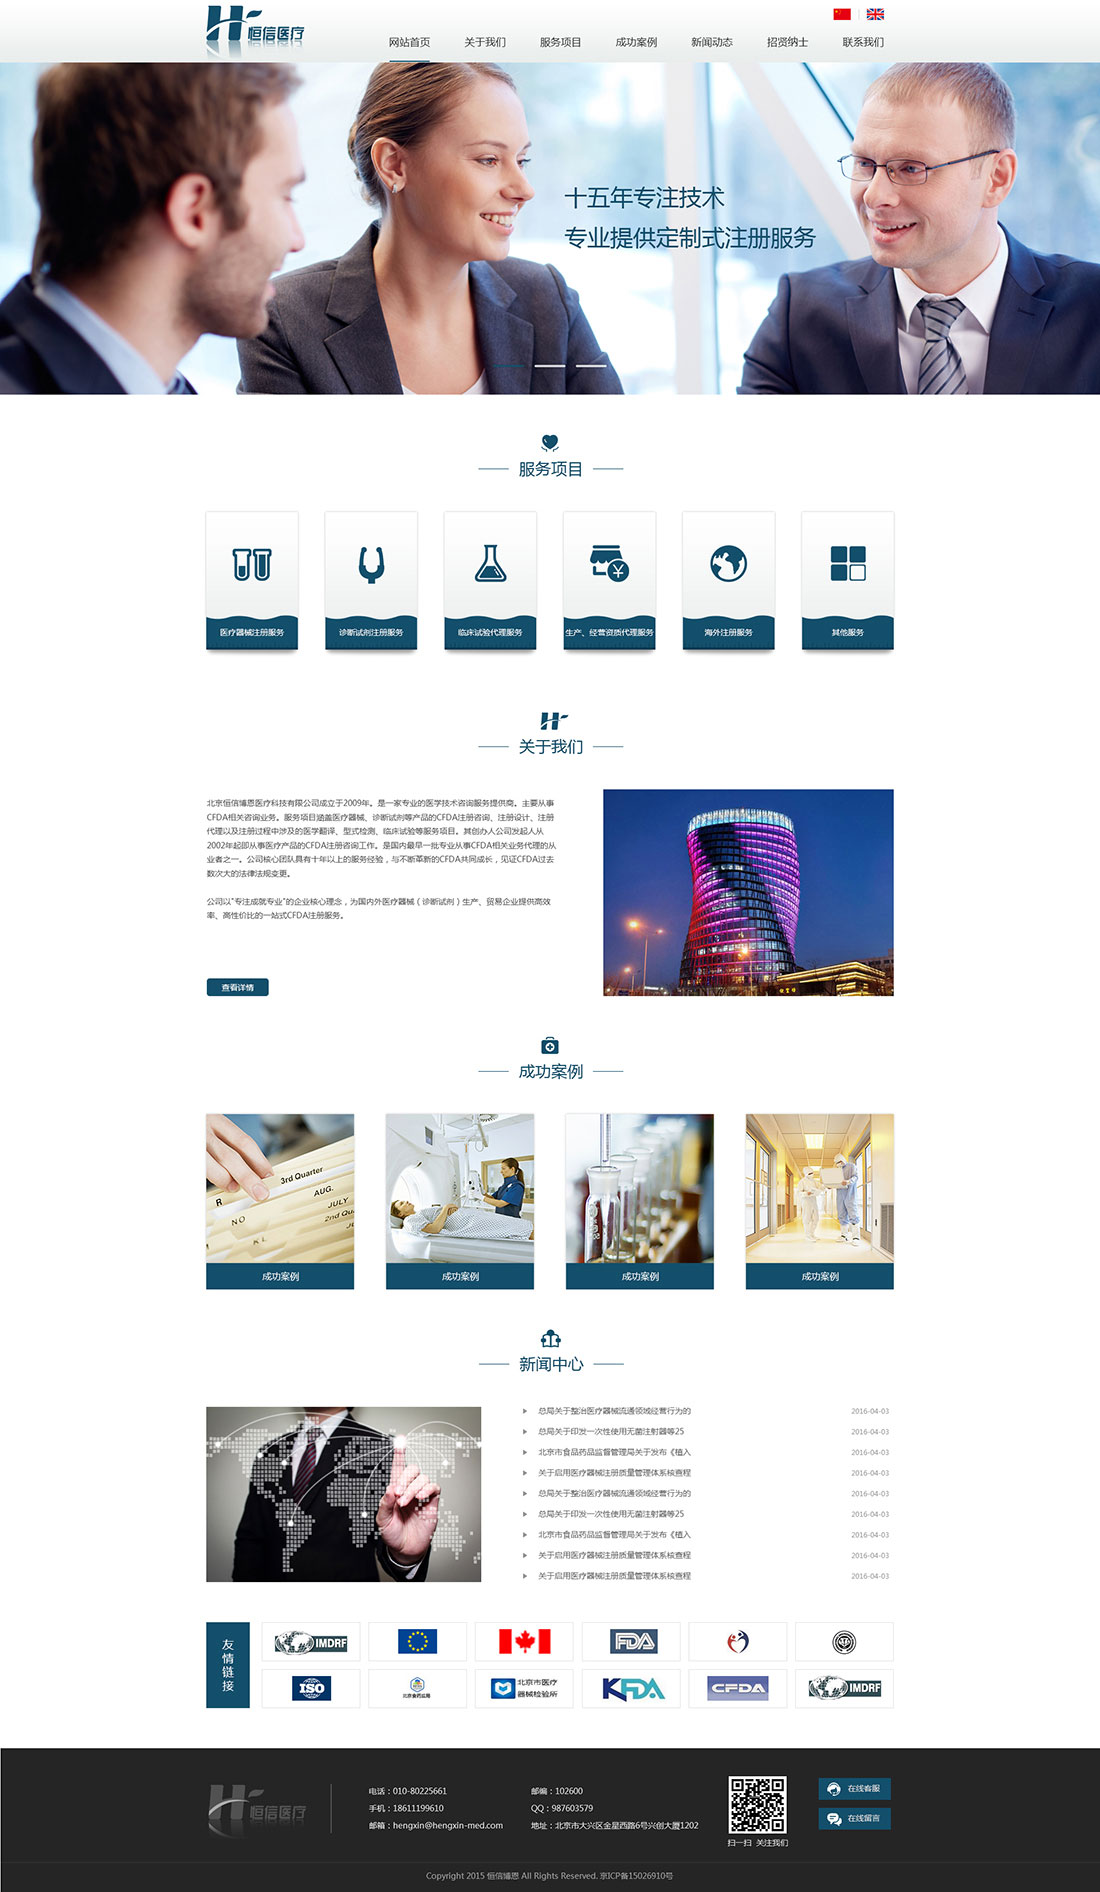 恒信医疗
网站首页 关于我们 服务项目 成功案例 新闻动态 招贤纳士 联系我们
十五年专注技术
专业提供定制式注册服务
服务项目
医疗器械注册服务 诊断试剂注册服务 临床试验代理服务 生产、经营资质代理服务 海外注册服务 其他服务
关于我们
北京恒信博恩医疗科技有限公司成立于2009年。是一家专业的医学技术咨询服务提供商。主要从事
CFDA相关咨询业务。服务项目涵盖医疗器械、诊断试剂等产品的CFDA注册咨询、注册设计、注册
代理以及注册过程中涉及的医学翻译、型式检测、临床试验等服务项目。其创办人公司发起人从
2002年起即从事医疗产品的CFDA注册咨询工作。是国内最早一批专业从事CFDA相关业务代理的从
业者之一。公司核心团队具有十年以上的服务经验，与不断革新的CFDA共同成长，见证CFDA过去
数次大的法律法规变更。
公司以"专注成就专业"的企业核心理念，为国内外医疗器械（诊断试剂）生产、贸易企业提供高效
率、高性价比的一站式CFDA注册服务。
查看详情
成功案例
3rd Quarter
R
AUG.
JULY
NO
2nd Qu
成功案例 成功案例 成功案例 成功案例
新闻中心
总局关于整治医疗器械流通领域经营行为的 2016-04-03
总局关于印发一次性使用无菌注射器等25 2016-04-03
北京市食品药品监督管理局关于发布《植入 2016-04-03
关于启用医疗器械注册质量管理体系核查程 2016-04-03
总局关于整治医疗器械流通领域经营行为的 2016-04-03
总局关于印发一次性使用无菌注射器等25 2016-04-03
北京市食品药品监督管理局关于发布《植入 2016-04-03
关于启用医疗器械注册质量管理体系核查程 2016-04-03
关于启用医疗器械注册质量管理体系核查程 2016-04-03
友情链接
IMDRF FDA
ISO 北京食药监局 北京市医疗器械检验所 KFDA CFDA IMDRF
恒信医疗
电话：010-80225661 邮编：102600
手机：18611199610 QQ：987603579
邮箱：hengxin@hengxin-med.com 地址：北京市大兴区金星西路6号兴创大厦1202
扫一扫 关注我们
在线客服
在线留言
Copyright 2015 恒信博恩 All Rights Reserved. 京ICP备15026910号